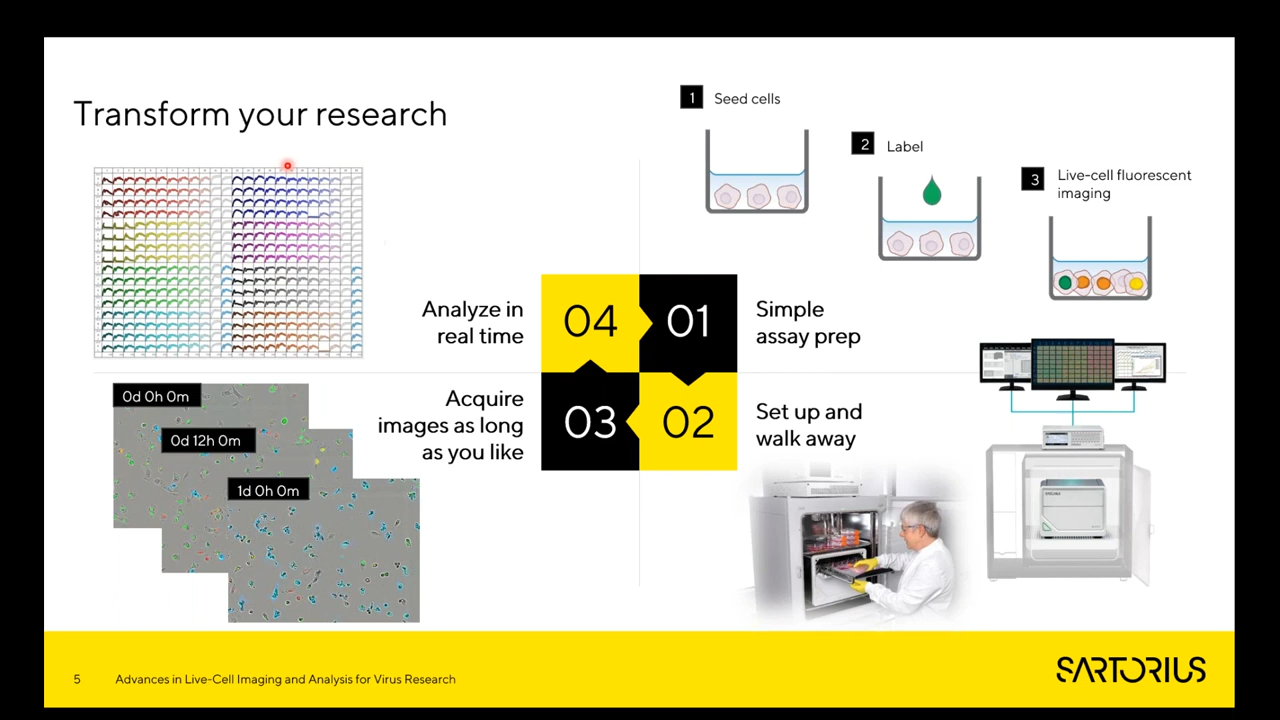 Transform your research
1 Seed cells
2 Label
3 Live-cell fluorescent
imaging
Analyze in
real time
04
01
Simple
assay prep
Acquire
images as long
as you like
03
02
Set up and
walk away
0d 0h 0m
0d 12h 0m
1d 0h 0m
SARTORIUS
5 Advances in Live-Cell Imaging and Analysis for Virus Research
SARTORIUS